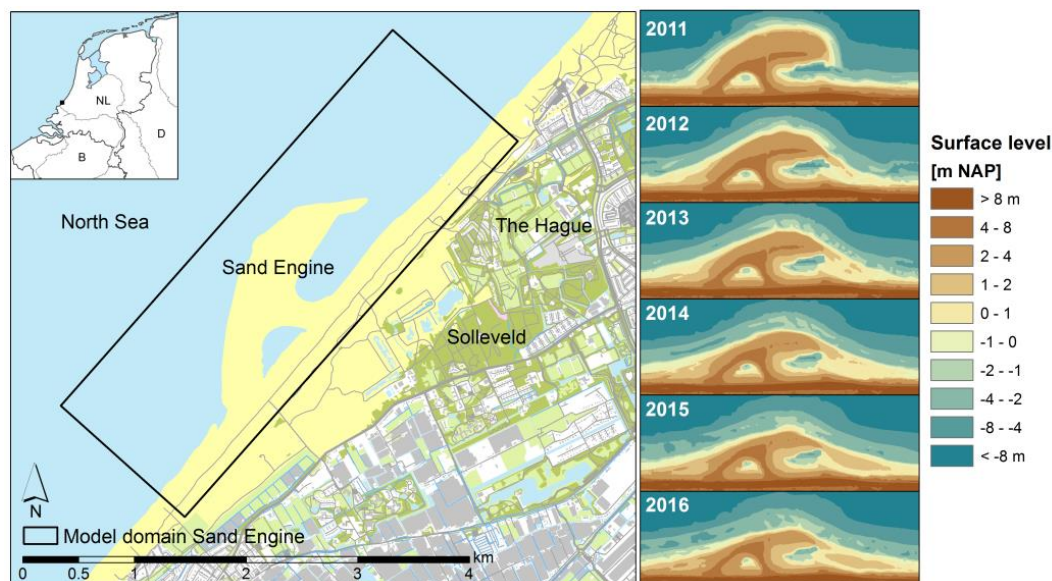 NL
D
B
North Sea
Sand Engine
The Hague
Solleveld
N
Model domain Sand Engine
0 1 2 3 4
km
2011
2012
2013
2014
2015
2016
Surface level
[m NAP]
> 8 m
4 - 8
2 - 4
1 - 2
0 - 1
-1 - 0
-2 - -1
-4 - -2
-8 - -4
< -8 m